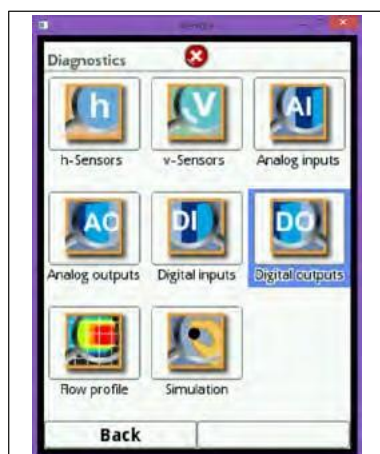 Diagnostics
h
V
AI
h-Sensors
v-Sensors
Analog inputs
AO
DI
DO
Analog outputs
Digital inputs
Digital outputs
Flow profile
Simulation
Back